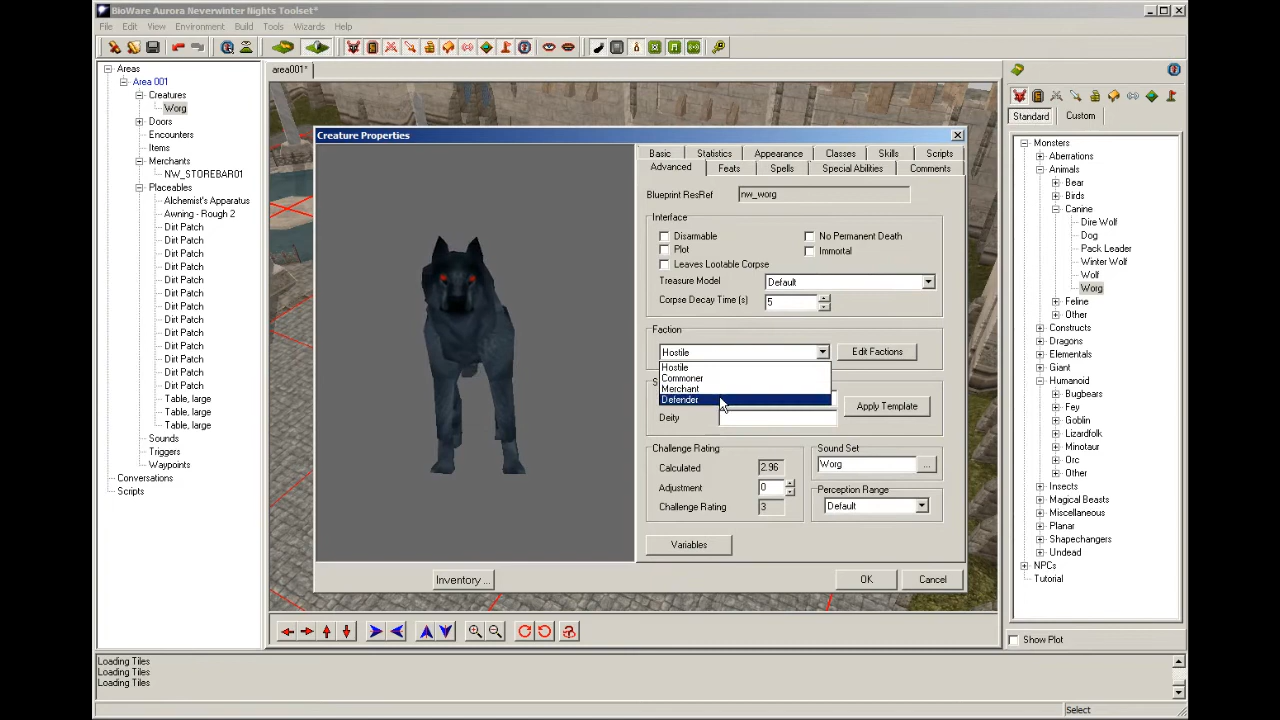 BioWare Aurora Neverwinter Nights Toolset*
File Edit View Environment Build Tools Wizards Help
area001*
Areas
Area 001
Creatures
Worg
Doors
Encounters
Items
Merchants
NW_STOREBAR01
Placeables
Alchemist's Apparatus
Awning - Rough 2
Dirt Patch
Dirt Patch
Dirt Patch
Dirt Patch
Dirt Patch
Dirt Patch
Dirt Patch
Dirt Patch
Dirt Patch
Dirt Patch
Dirt Patch
Dirt Patch
Dirt Patch
Table, large
Table, large
Table, large
Sounds
Triggers
Waypoints
Conversations
Scripts
Creature Properties
Basic Statistics Appearance Classes Skills Scripts
Advanced Feats Spells Special Abilities Comments
Blueprint ResRef nw_worg
Interface
Disarmable No Permanent Death
Plot Immortal
Leaves Lootable Corpse
Treasure Model Default
Corpse Decay Time (s) 5
Faction
Hostile Edit Factions
Hostile
Commoner
Merchant
Defender
S
Deity Apply Template
Challenge Rating
Calculated 2.96
Adjustment 0
Challenge Rating 3
Sound Set
Worg ...
Perception Range
Default
Variables
Inventory ... OK Cancel
Standard Custom
Monsters
Aberrations
Animals
Bear
Birds
Canine
Dire Wolf
Dog
Pack Leader
Winter Wolf
Wolf
Worg
Feline
Other
Constructs
Dragons
Elementals
Giant
Humanoid
Bugbears
Fey
Goblin
Lizardfolk
Minotaur
Orc
Other
Insects
Magical Beasts
Miscellaneous
Planar
Shapechangers
Undead
NPCs
Tutorial
Show Plot
Loading Tiles
Loading Tiles
Loading Tiles
Select